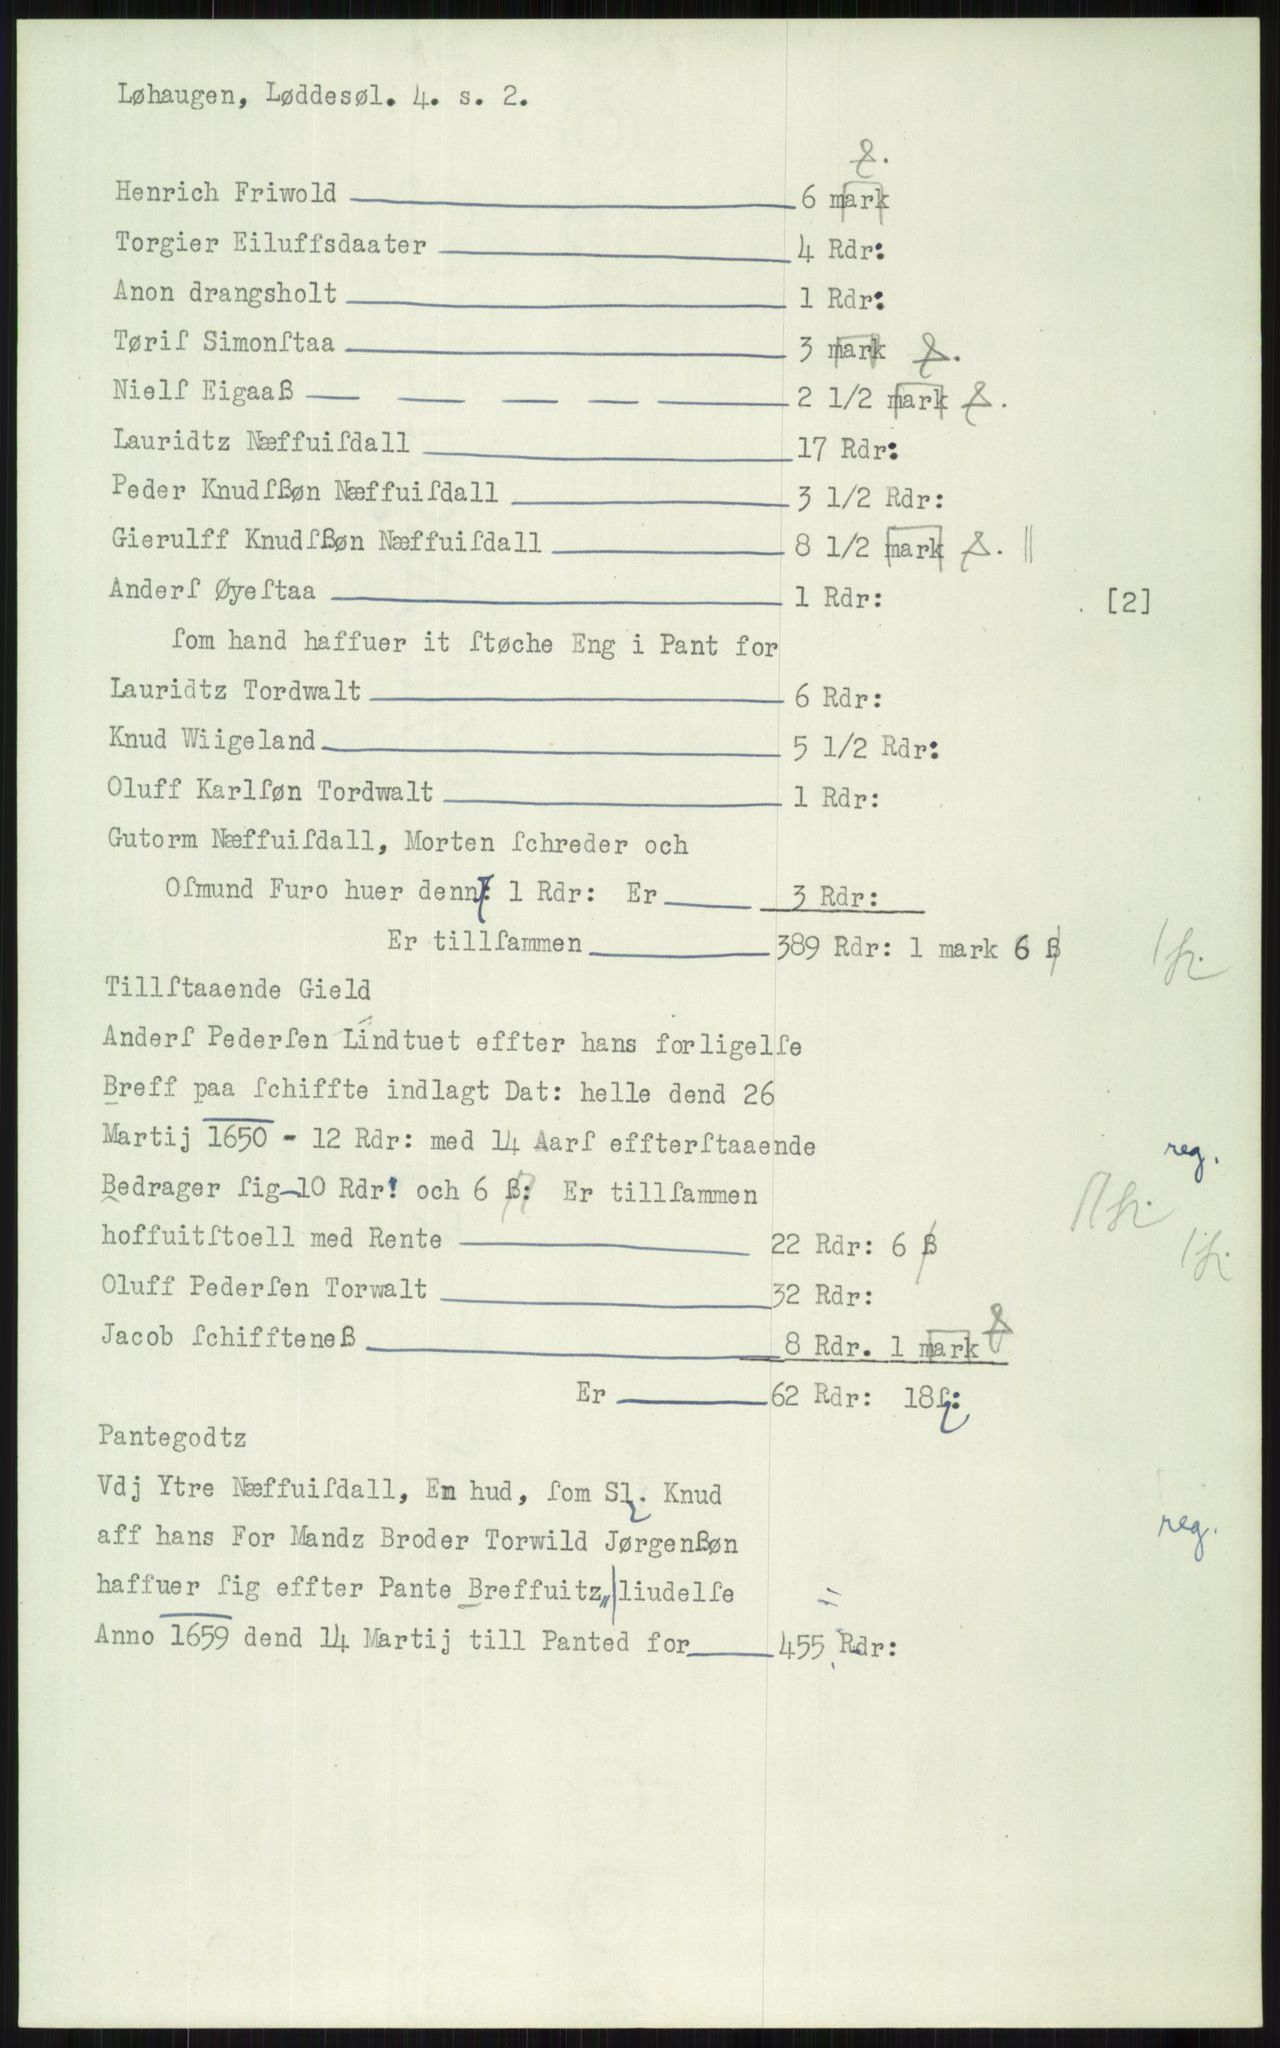 Løhaugen, Løddesøl. 4. s. 2.
Henrich Friwold 6 mark
Torgier Eiluffsdaater 4 Rdr:
Anon drangsholt 1 Rdr:
Tøriſ Simonſtaa 3 mark
Nielſ Eigaaß 2 1/2 mark
Lauridtz Næffuiſdall 17 Rdr:
Peder Knudſßøn Næffuiſdall 3 1/2 Rdr:
Gierulff Knudſßøn Næffuiſdall 8 1/2 mark ||
Anderſ Øyeſtaa 1 Rdr: [2]
ſom hand haffuer it ſtøche Eng i Pant for
Lauridtz Tordwalt 6 Rdr:
Knud Wiigeland 5 1/2 Rdr:
Oluff Karlſøn Tordwalt 1 Rdr:
Gutorm Næffuiſdall, Morten ſchreder och
Oſmund Furo huer denn: 1 Rdr: Er 3 Rdr:
Er tillſammen 389 Rdr: 1 mark 6 ß
Tillſtaaende Gield
Anderſ Pederſen Lindtuet effter hans forligelſe
Breff paa ſchiffte indlagt Dat: helle dend 26
Martij 1650 - 12 Rdr: med 14 Aarſ effterſtaaende
reg.
Bedrager ſig 10 Rdr: och 6 ß: Er tillſammen
hoffuitſtoell med Rente 22 Rdr: 6 ß
Oluff Pederſen Torwalt 32 Rdr:
Jacob ſchiffteneß 8 Rdr. 1 mark
Er 62 Rdr: 18ſ:
Pantegodtz
Vdj Ytre Næffuiſdall, En hud, ſom Sl. Knud
aff hans For Mandz Broder Torwild Jørgenßøn
reg.
haffuer ſig effter Pante Breffuitz„ liudelſe =
Anno 1659 dend 14 Martij till Panted for 455 Rdr: